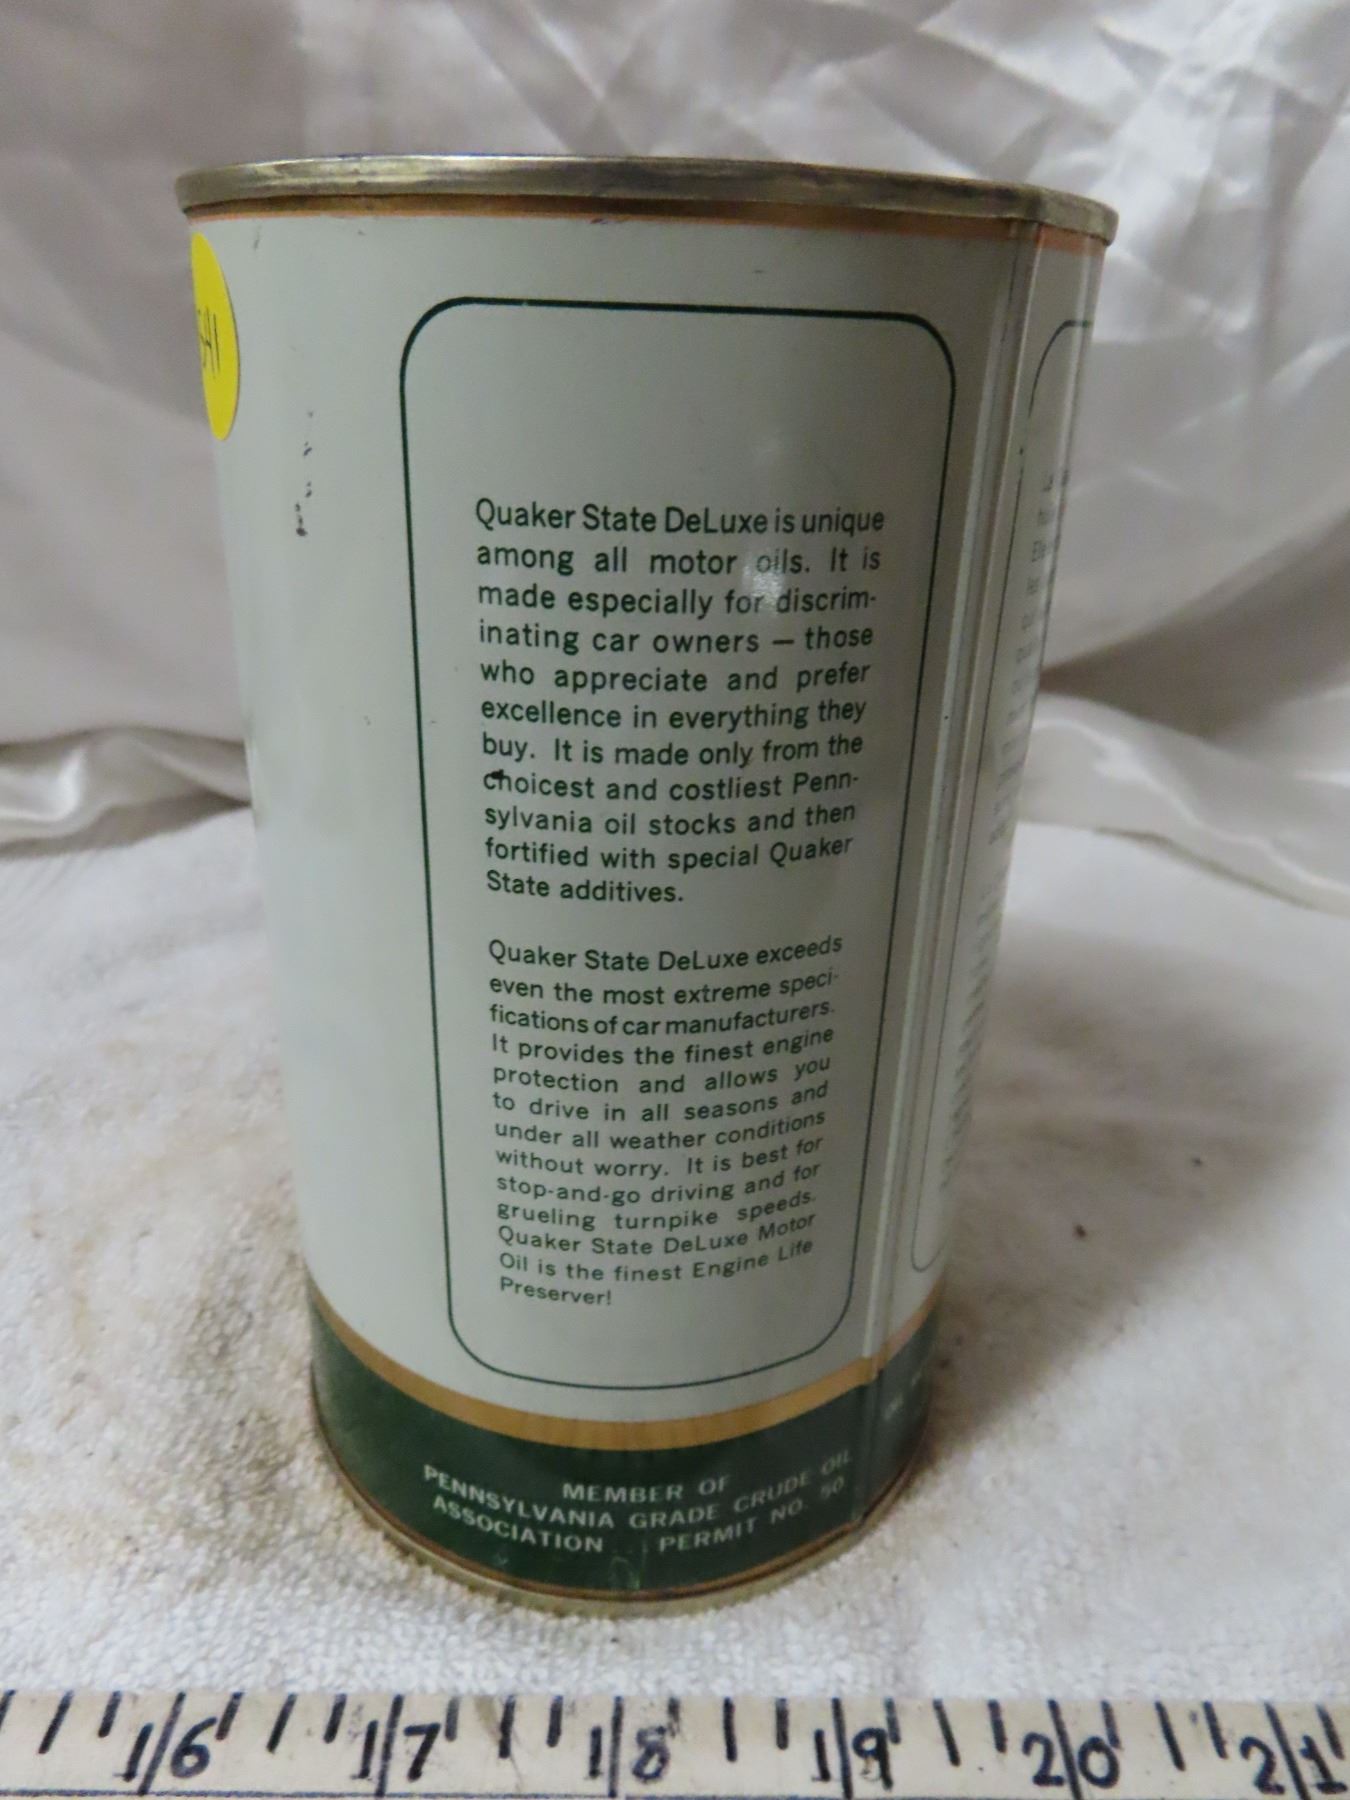 Quaker State DeLuxe is unique
among all motor oils. It is
made especially for discrim-
inating car owners — those
who appreciate and prefer
excellence in everything they
buy. It is made only from the
choicest and costliest Penn-
sylvania oil stocks and then
fortified with special Quaker
State additives.
Quaker State DeLuxe exceeds
even the most extreme speci-
fications of car manufacturers.
It provides the finest engine
protection and allows you
to drive in all seasons and
under all weather conditions
without worry. It is best for
stop-and-go driving and for
grueling turnpike speeds.
Quaker State DeLuxe Motor
Oil is the finest Engine Life
Preserver!
MEMBER OF
PENNSYLVANIA GRADE CRUDE OIL
ASSOCIATION ... PERMIT NO. 50
16 17 18 19 20 21